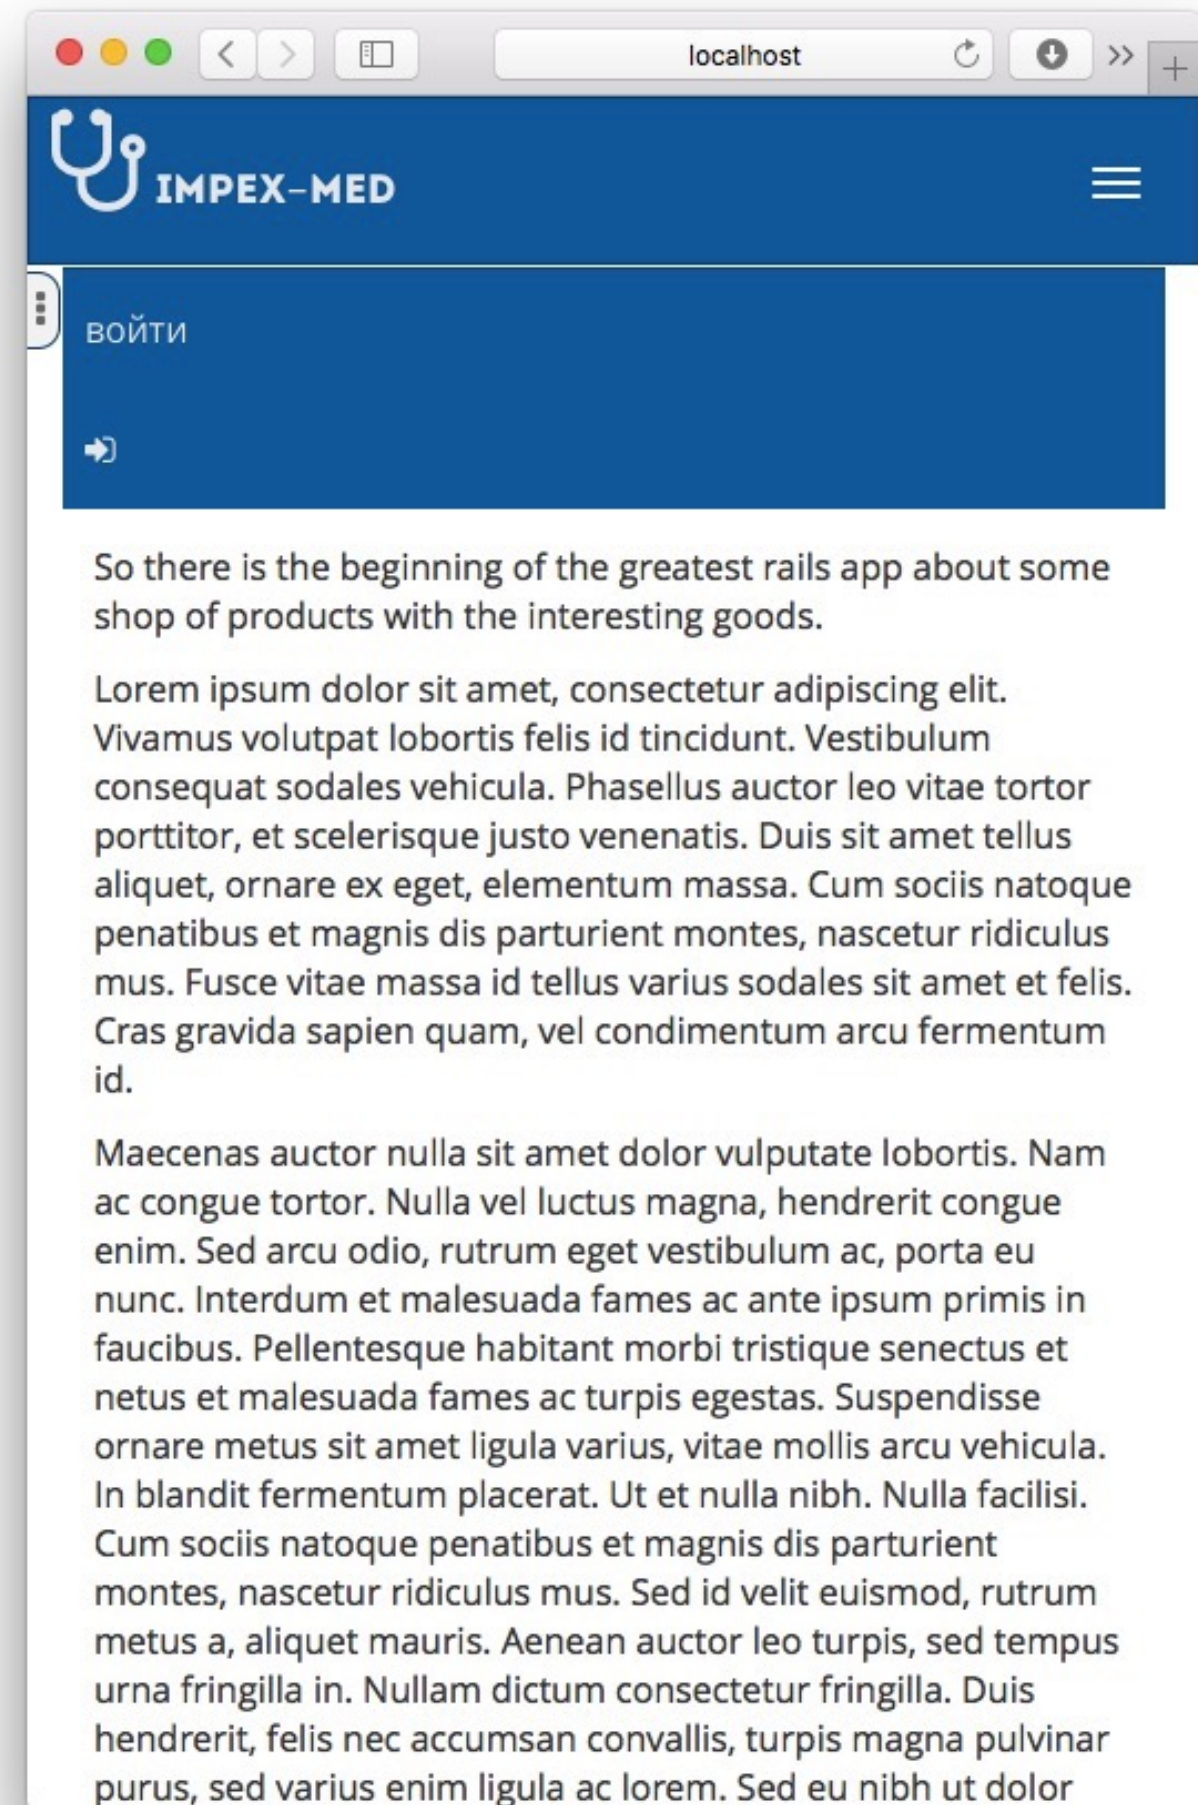 localhost
IMPEX-MED
войти
So there is the beginning of the greatest rails app about some
shop of products with the interesting goods.
Lorem ipsum dolor sit amet, consectetur adipiscing elit.
Vivamus volutpat lobortis felis id tincidunt. Vestibulum
consequat sodales vehicula. Phasellus auctor leo vitae tortor
porttitor, et scelerisque justo venenatis. Duis sit amet tellus
aliquet, ornare ex eget, elementum massa. Cum sociis natoque
penatibus et magnis dis parturient montes, nascetur ridiculus
mus. Fusce vitae massa id tellus varius sodales sit amet et felis.
Cras gravida sapien quam, vel condimentum arcu fermentum
id.
Maecenas auctor nulla sit amet dolor vulputate lobortis. Nam
ac congue tortor. Nulla vel luctus magna, hendrerit congue
enim. Sed arcu odio, rutrum eget vestibulum ac, porta eu
nunc. Interdum et malesuada fames ac ante ipsum primis in
faucibus. Pellentesque habitant morbi tristique senectus et
netus et malesuada fames ac turpis egestas. Suspendisse
ornare metus sit amet ligula varius, vitae mollis arcu vehicula.
In blandit fermentum placerat. Ut et nulla nibh. Nulla facilisi.
Cum sociis natoque penatibus et magnis dis parturient
montes, nascetur ridiculus mus. Sed id velit euismod, rutrum
metus a, aliquet mauris. Aenean auctor leo turpis, sed tempus
urna fringilla in. Nullam dictum consectetur fringilla. Duis
hendrerit, felis nec accumsan convallis, turpis magna pulvinar
purus, sed varius enim ligula ac lorem. Sed eu nibh ut dolor